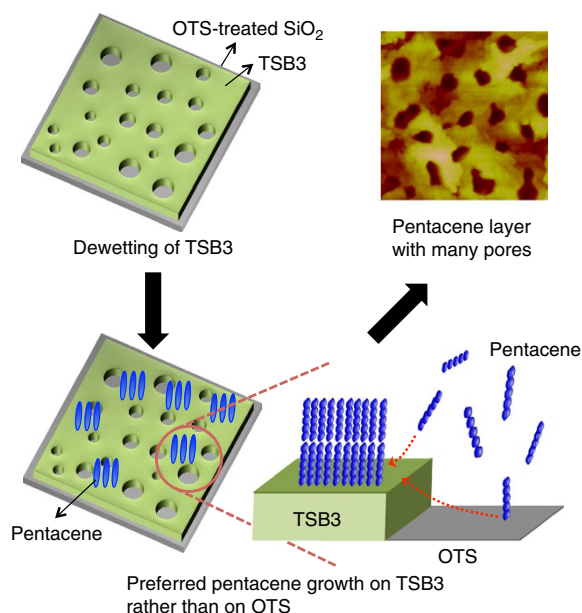 OTS-treated SiO₂
TSB3
Dewetting of TSB3
Pentacene layer
with many pores
Pentacene
TSB3
OTS
Pentacene
Preferred pentacene growth on TSB3
rather than on OTS